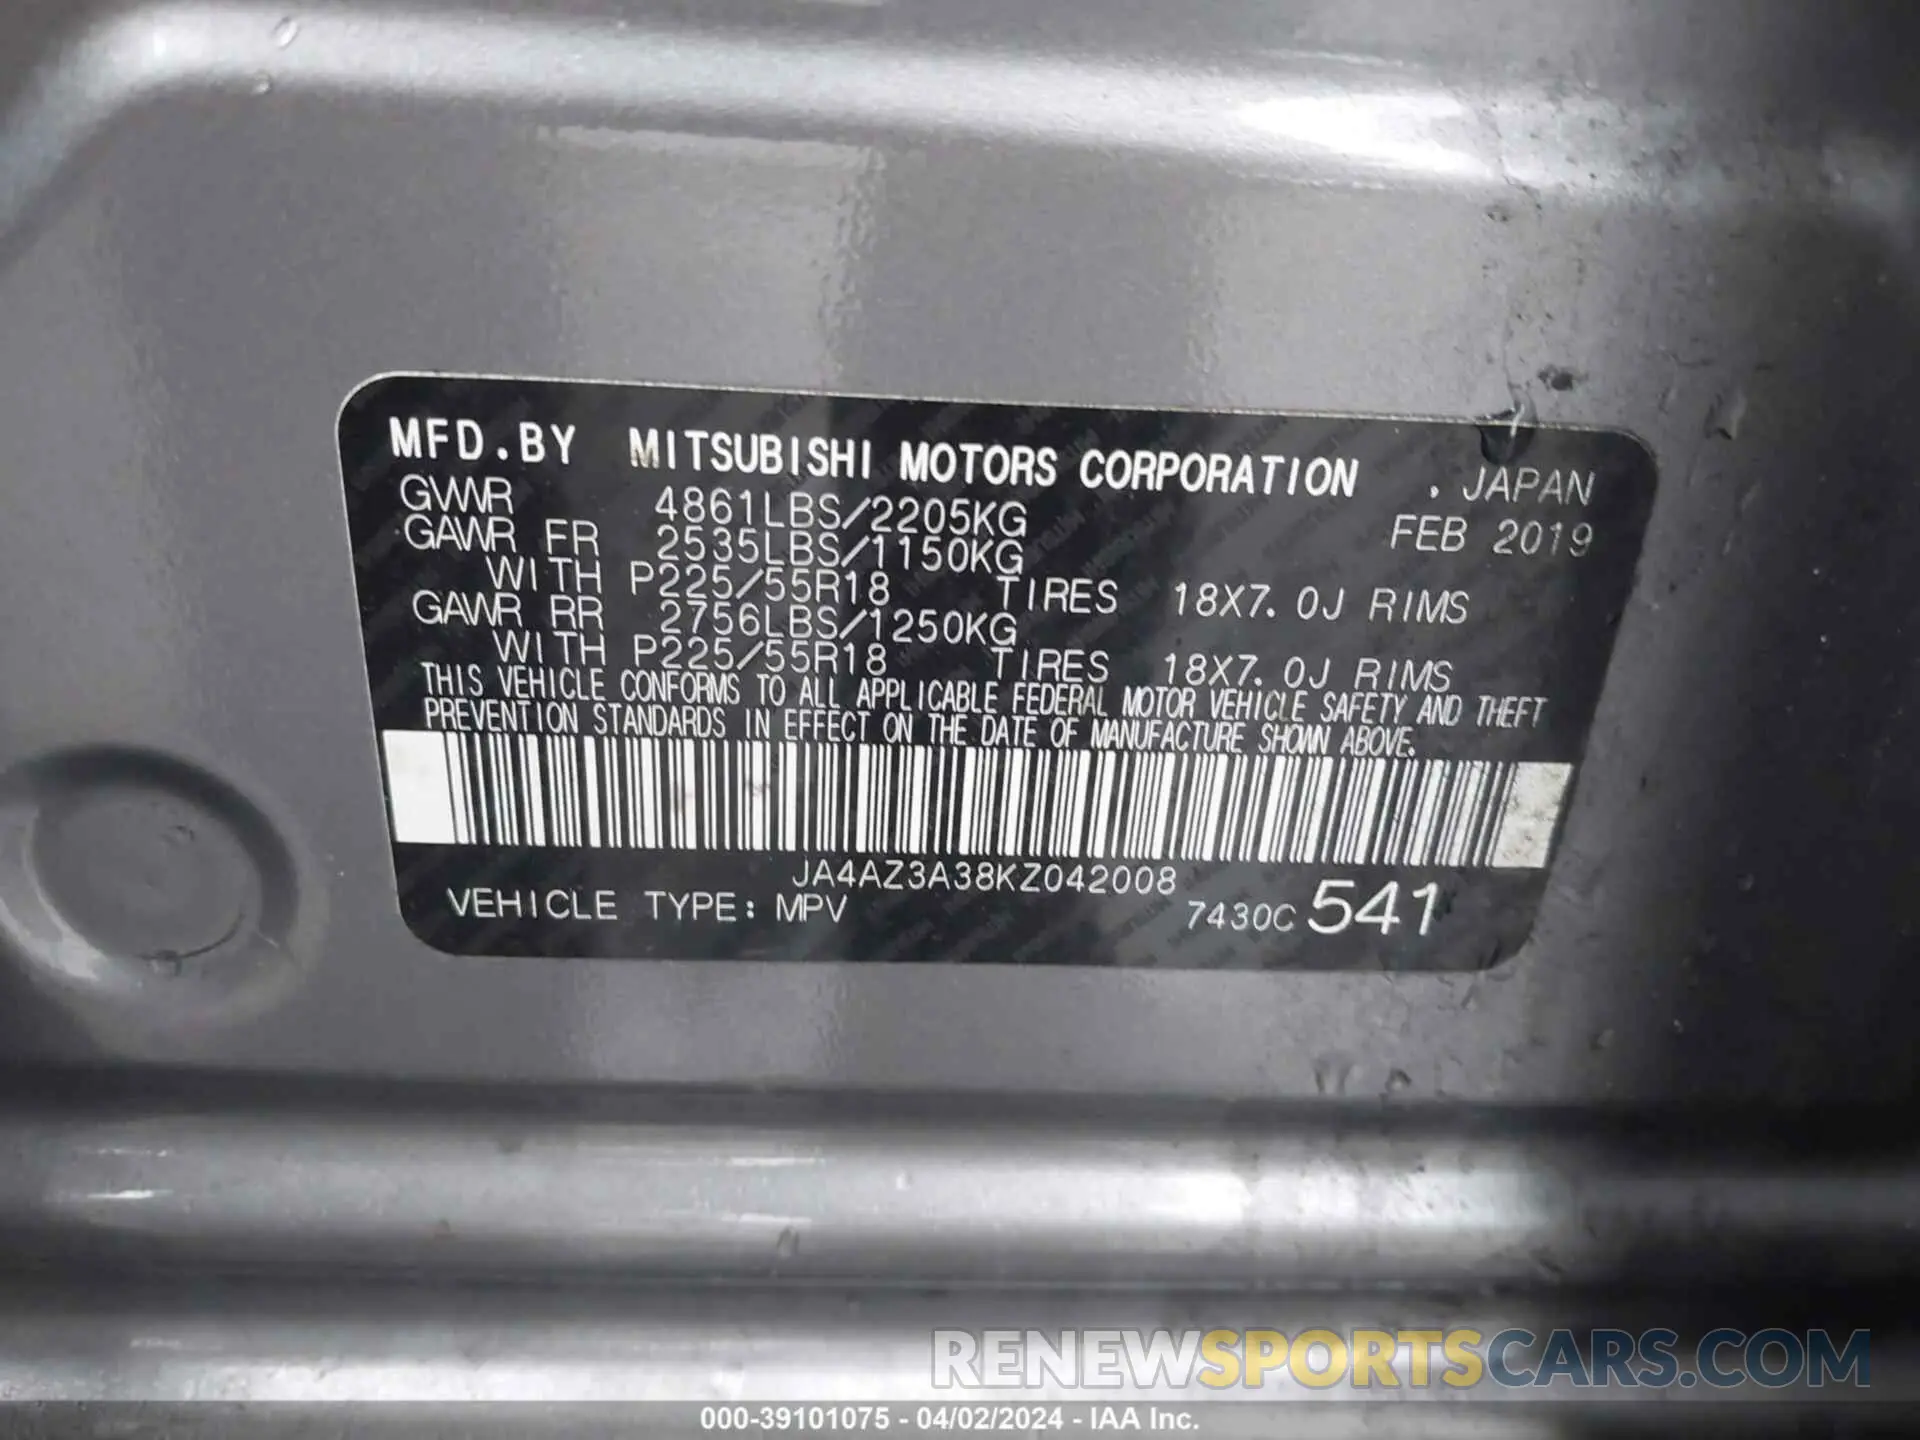 MFD.BY MITSUBISHI MOTORS CORPORATION . JAPAN
GVWR 4861LBS/2205KG FEB 2019
GAWR FR 2535LBS/1150KG
WITH P225/55R18 TIRES 18X7.0J RIMS
GAWR RR 2756LBS/1250KG
WITH P225/55R18 TIRES 18X7.0J RIMS
THIS VEHICLE CONFORMS TO ALL APPLICABLE FEDERAL MOTOR VEHICLE SAFETY AND THEFT
PREVENTION STANDARDS IN EFFECT ON THE DATE OF MANUFACTURE SHOWN ABOVE.
JA4AZ3A38KZ042008
VEHICLE TYPE: MPV 7430C 541
RENEWSPORTSCARS.COM
000-39101075 - 04/02/2024 - IAA Inc.